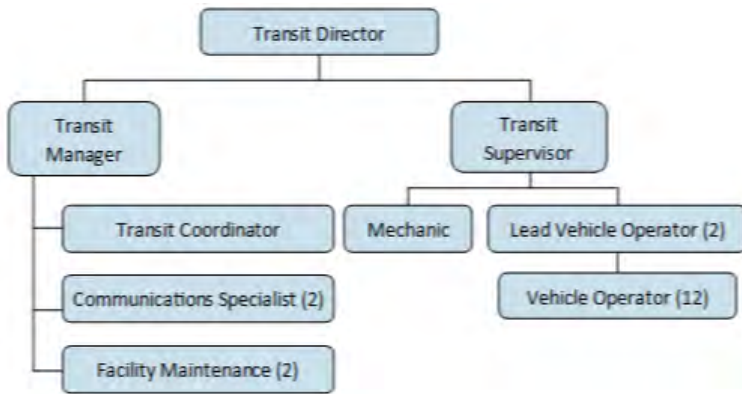 Transit Director
Transit
Manager
Transit
Supervisor
Transit Coordinator
Mechanic
Lead Vehicle Operator (2)
Communications Specialist (2)
Vehicle Operator (12)
Facility Maintenance (2)